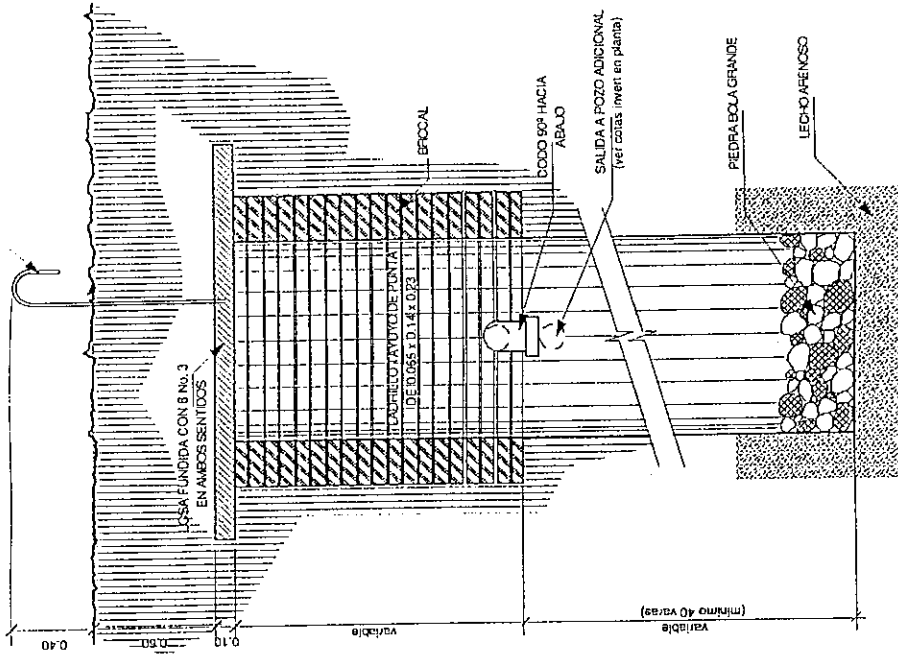 LOSA FUNDIDA CON 8 No. 3
EN AMBOS SENTIDOS
LADRILLO TAYUYO DE PUNTA
( DE 0.065 x 0.14 x 0.23 )
BROCAL
CODO 90º HACIA
ABAJO
SALIDA A POZO ADICIONAL
(ver cotas invert en planta)
PIEDRA BOLA GRANDE
LECHO ARENOSO
0.40
0.60
0.10
variable
variable
(mínimo 40 varas)